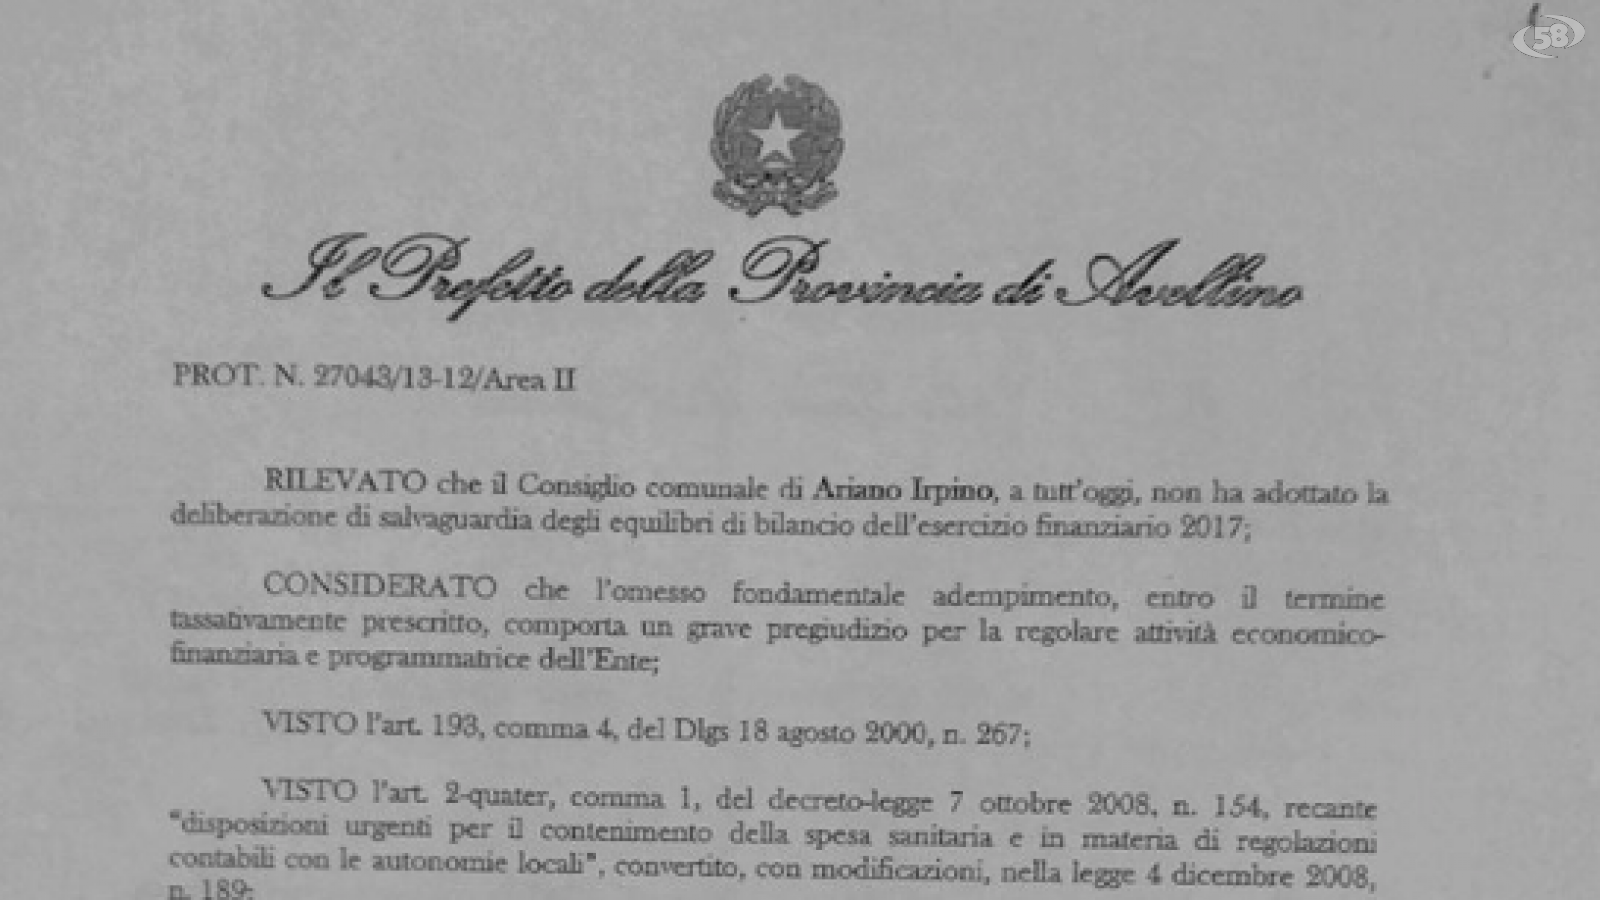 58
Il Prefetto della Provincia di Avellino
PROT. N. 27043/13-12/Area II
RILEVATO che il Consiglio comunale di Ariano Irpino, a tutt'oggi, non ha adottato la
deliberazione di salvaguardia degli equilibri di bilancio dell'esercizio finanziario 2017;
CONSIDERATO che l'omesso fondamentale adempimento, entro il termine
tassativamente prescritto, comporta un grave pregiudizio per la regolare attività economico-
finanziaria e programmatrice dell'Ente;
VISTO l'art. 193, comma 4, del Dlgs 18 agosto 2000, n. 267;
VISTO l'art. 2-quater, comma 1, del decreto-legge 7 ottobre 2008, n. 154, recante
"disposizioni urgenti per il contenimento della spesa sanitaria e in materia di regolazioni
contabili con le autonomie locali", convertito, con modificazioni, nella legge 4 dicembre 2008,
n. 189;